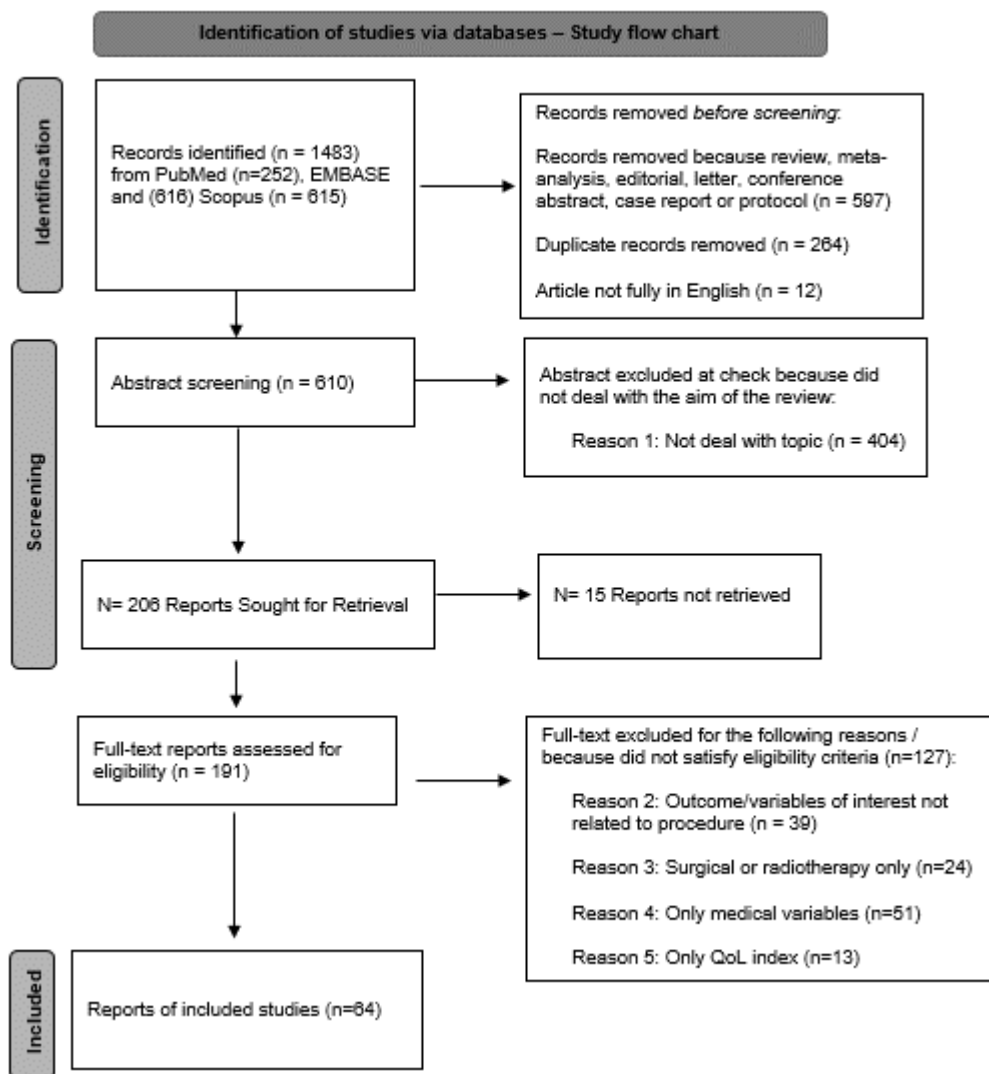 Identification of studies via databases – Study flow chart
Identification
Records identified (n = 1483)
from PubMed (n=252), EMBASE
and (616) Scopus (n = 615)
Records removed before screening:
Records removed because review, meta-
analysis, editorial, letter, conference
abstract, case report or protocol (n = 597)
Duplicate records removed (n = 264)
Article not fully in English (n = 12)
Screening
Abstract screening (n = 610)
Abstract excluded at check because did
not deal with the aim of the review:
Reason 1: Not deal with topic (n = 404)
N= 206 Reports Sought for Retrieval
N= 15 Reports not retrieved
Full-text reports assessed for
eligibility (n = 191)
Full-text excluded for the following reasons /
because did not satisfy eligibility criteria (n=127):
Reason 2: Outcome/variables of interest not
related to procedure (n = 39)
Reason 3: Surgical or radiotherapy only (n=24)
Reason 4: Only medical variables (n=51)
Reason 5: Only QoL index (n=13)
Included
Reports of included studies (n=64)